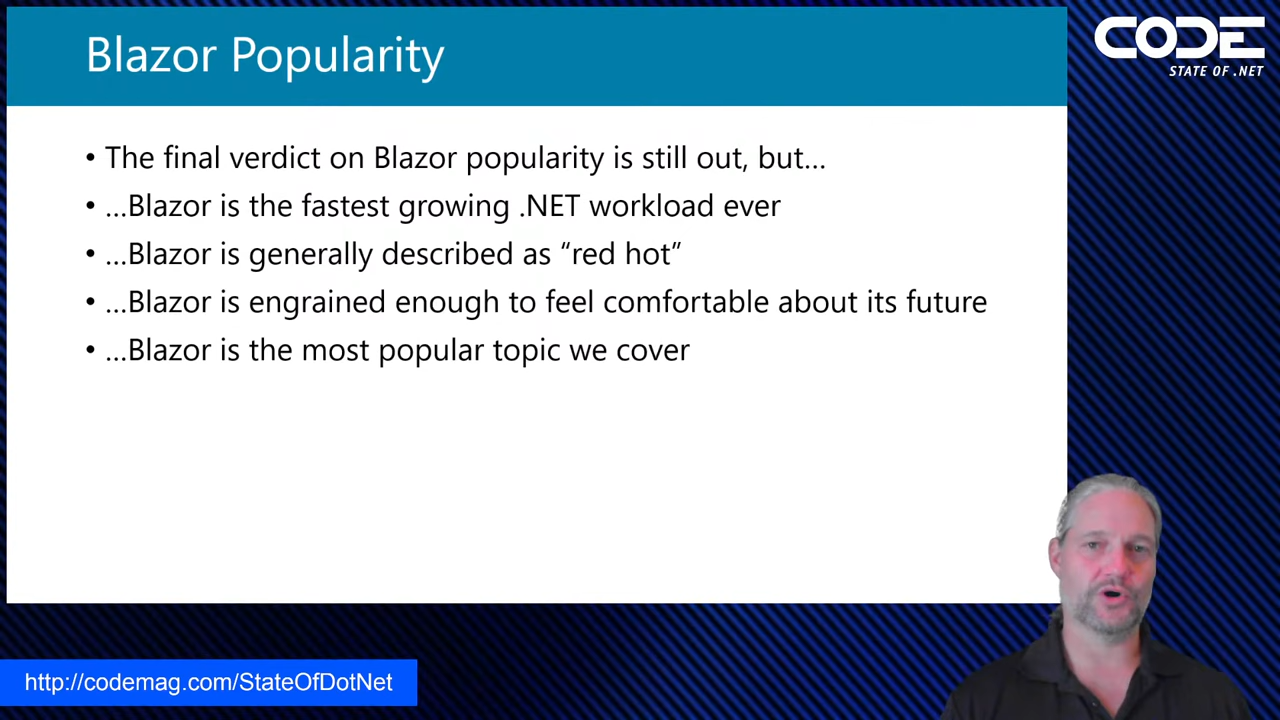 Blazor Popularity
CODE
STATE OF .NET
• The final verdict on Blazor popularity is still out, but…
• …Blazor is the fastest growing .NET workload ever
• …Blazor is generally described as “red hot”
• …Blazor is engrained enough to feel comfortable about its future
• …Blazor is the most popular topic we cover
http://codemag.com/StateOfDotNet